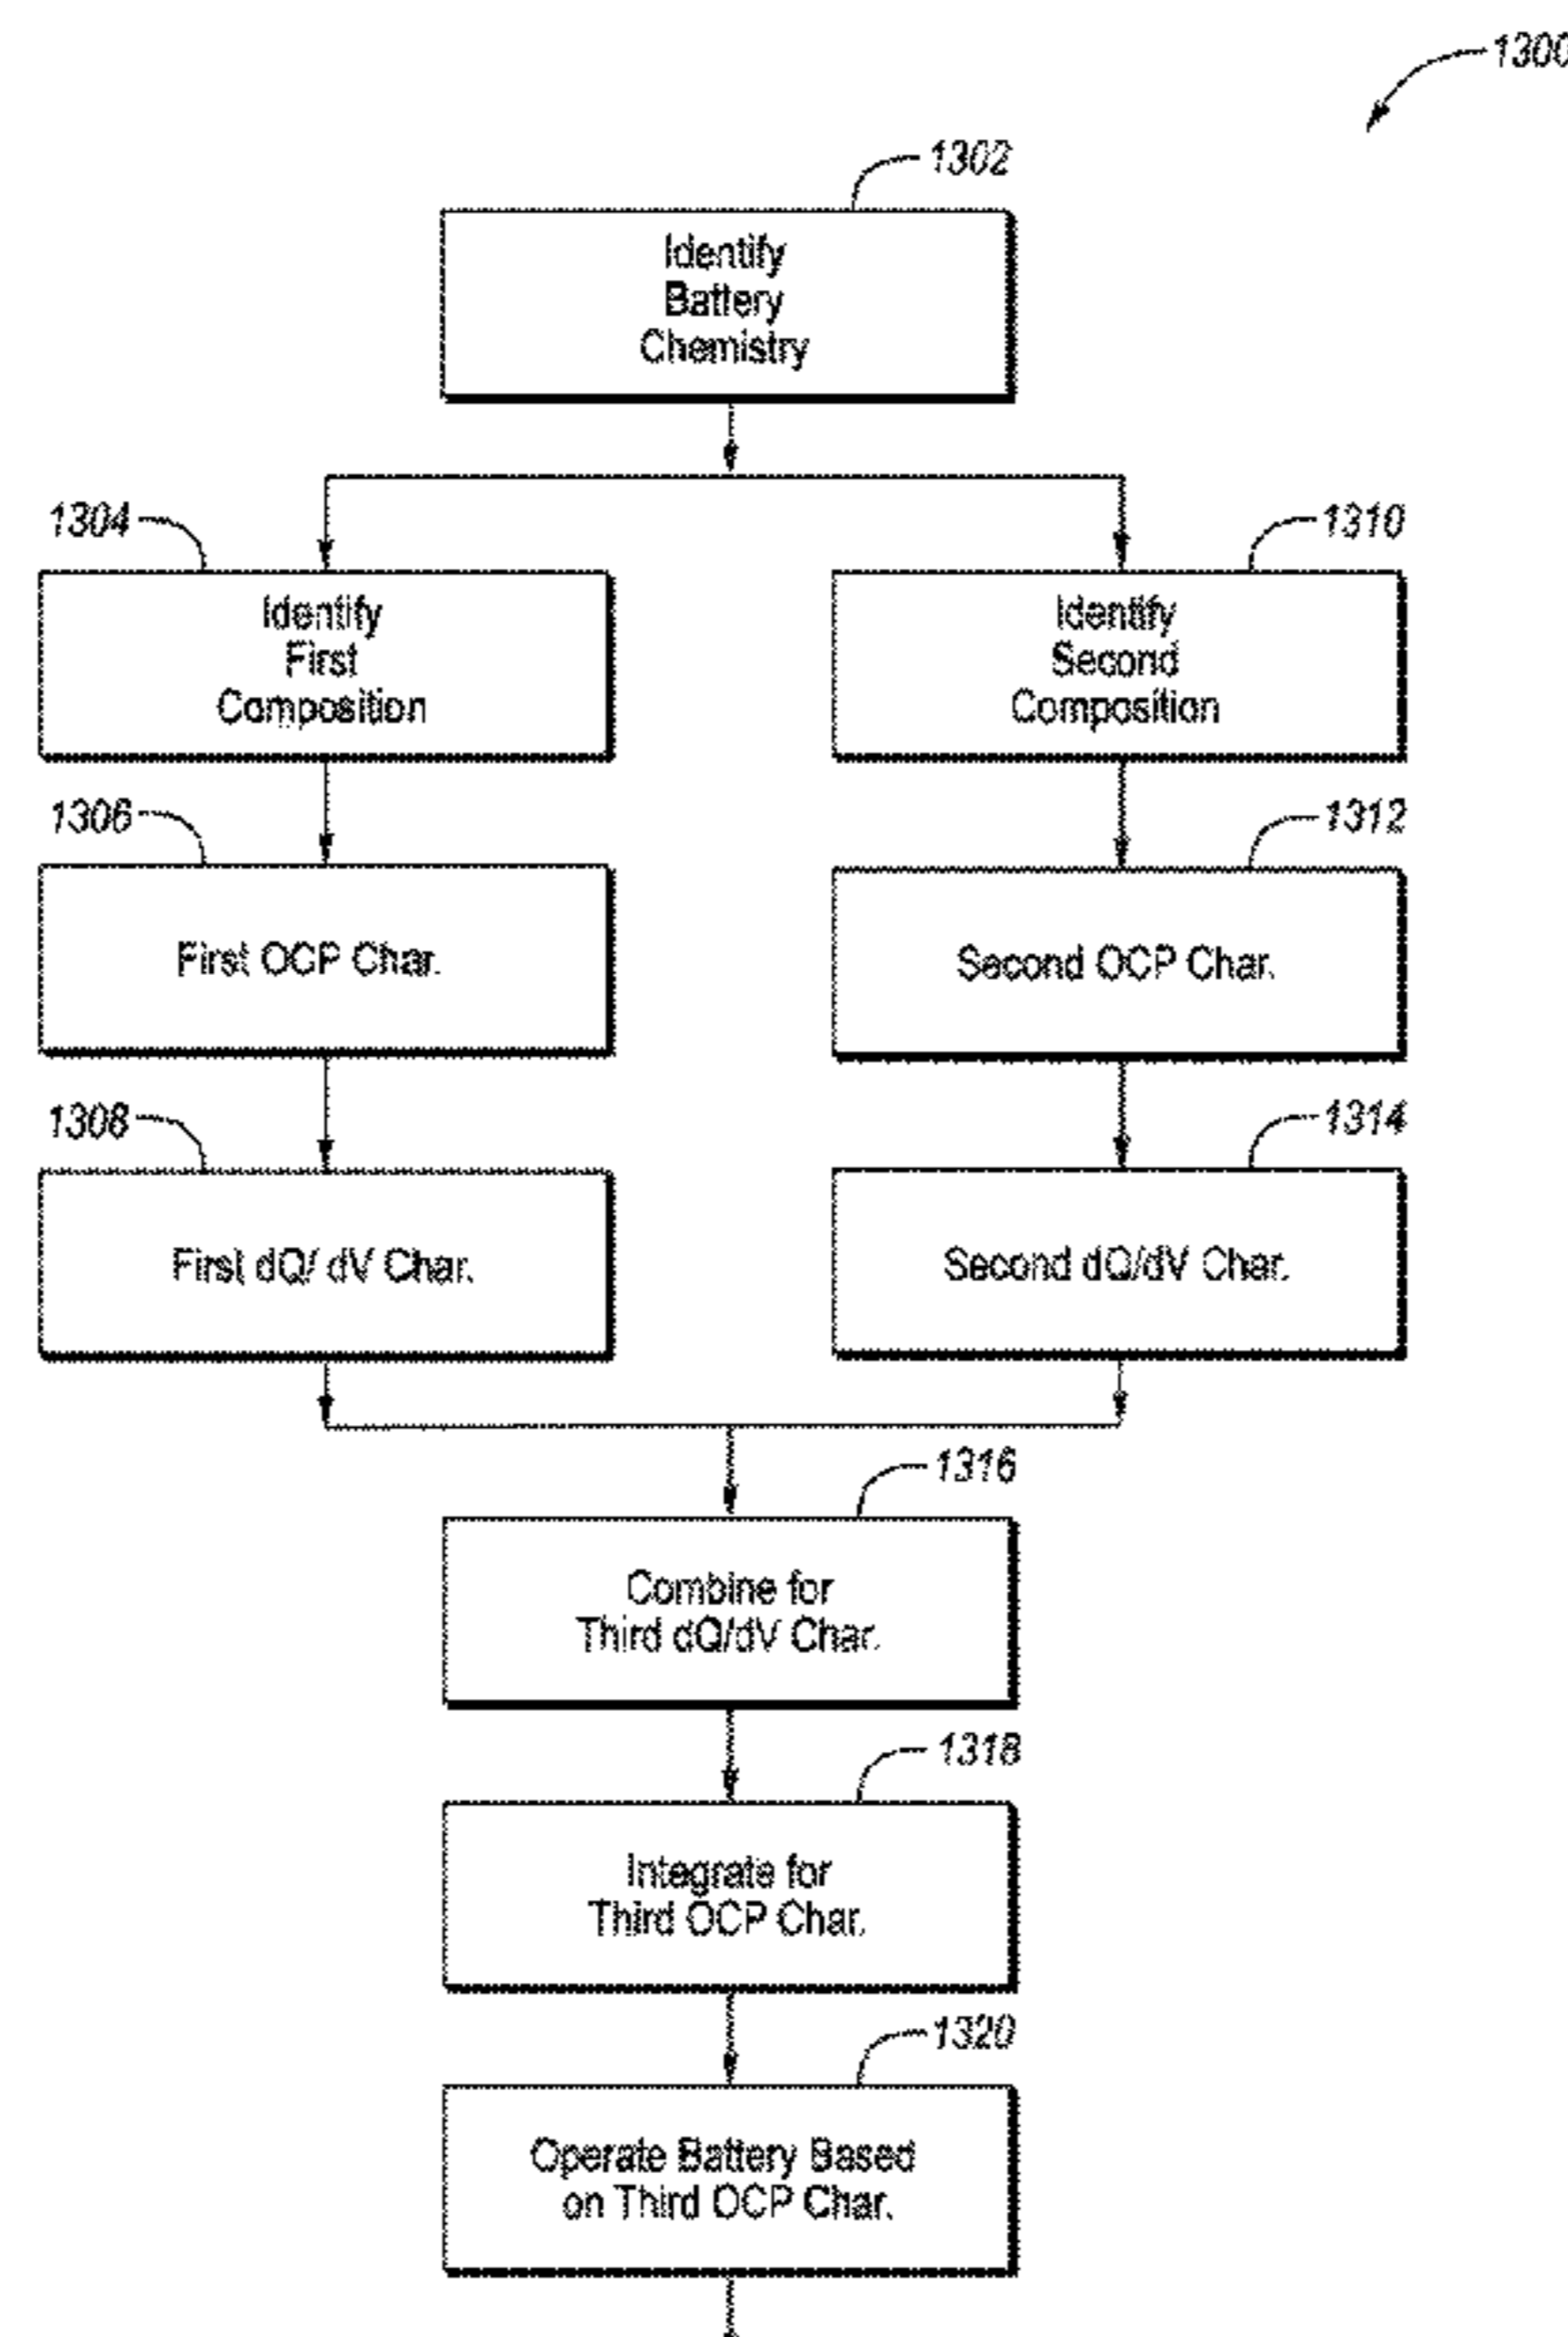 1300
1302
Identify
Battery
Chemistry
1304
Identify
First
Composition
1310
Identify
Second
Composition
1306
First OCP Char.
1312
Second OCP Char.
1308
First dQ/ dV Char.
1314
Second dQ/dV Char.
1316
Combine for
Third dQ/dV Char.
1318
Integrate for
Third OCP Char.
1320
Operate Battery Based
on Third OCP Char.